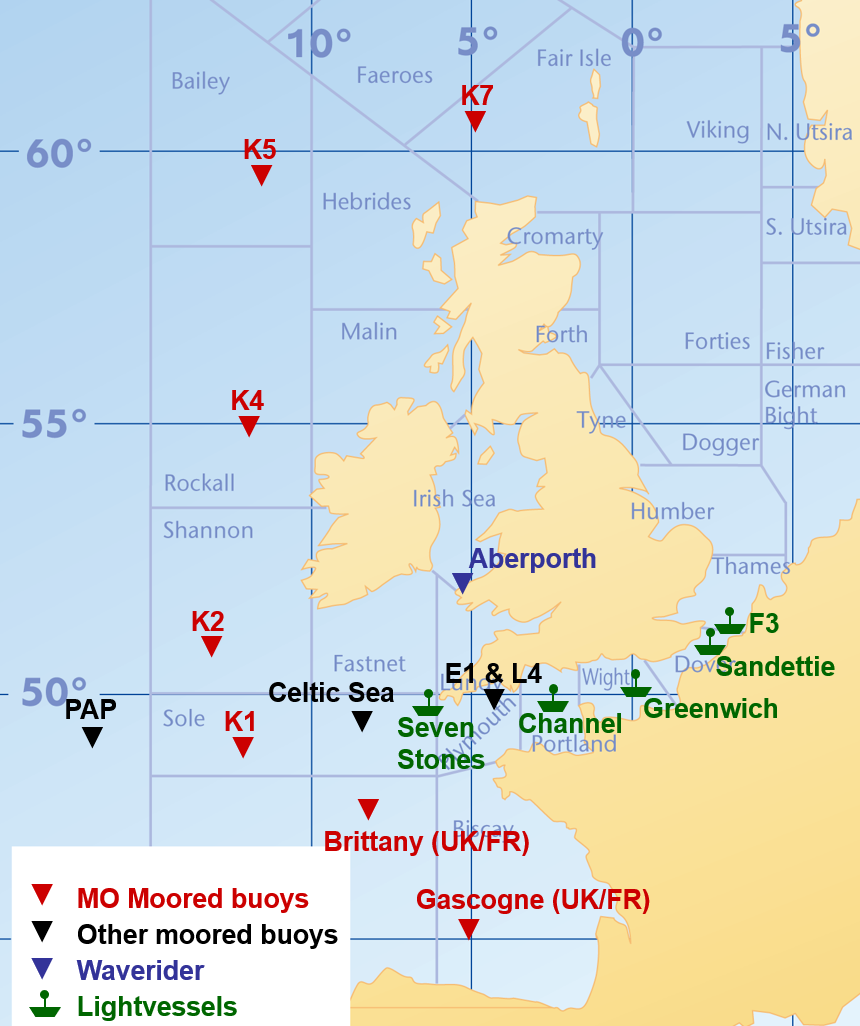 10°
5°
0°
5°
Fair Isle
Bailey
Faeroes
K7
Viking
N. Utsira
60°
K5
Hebrides
S. Utsira
Cromarty
Malin
Forth
Forties
Fisher
German
Bight
K4
55°
Tyne
Dogger
Rockall
Irish Sea
Humber
Shannon
Aberporth
Thames
K2
F3
Fastnet
Dover
Sandettie
E1 & L4
Lundy
Wight
50°
Celtic Sea
PAP
Sole
K1
Seven
Stones
Plymouth
Channel
Greenwich
Portland
Biscay
Brittany (UK/FR)
Gascogne (UK/FR)
MO Moored buoys
Other moored buoys
Waverider
Lightvessels